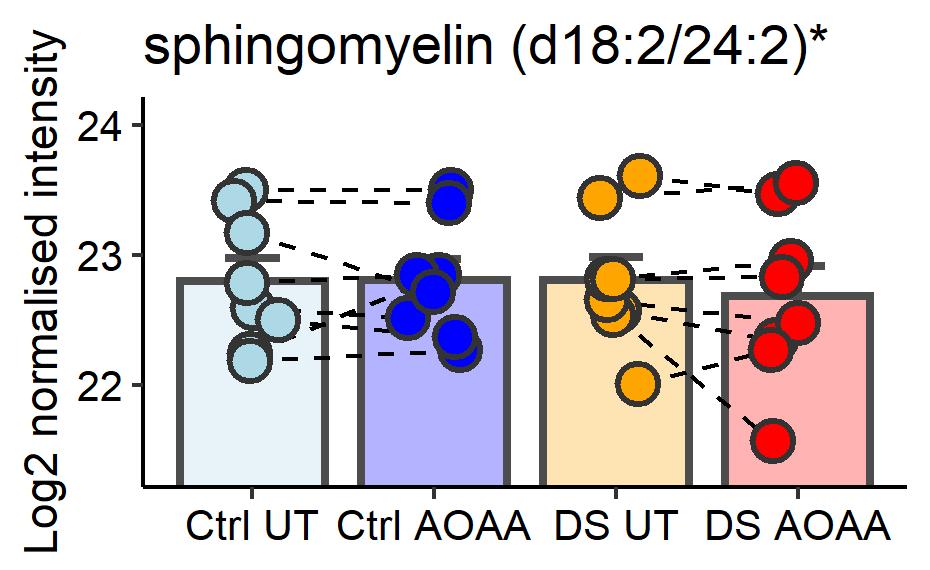 sphingomyelin (d18:2/24:2)*
Log2 normalised intensity
24
23
22
Ctrl UT Ctrl AOAA DS UT DS AOAA